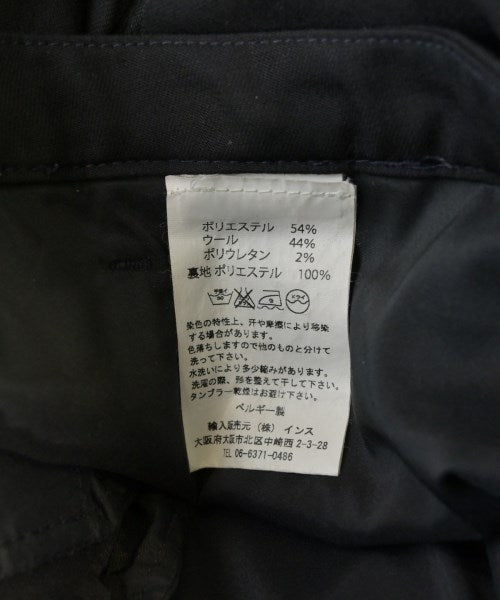 ポリエステル 54%
ウール 44%
ポリウレタン 2%
裏地 ポリエステル 100%
ドライ
染色の特性上、汗や摩擦により移染
する場合があります。
色落ちしますので他のものと分けて
洗って下さい。
水洗いにより多少縮みがあります。
洗濯の際、形を整えて干して下さい。
タンブラー乾燥はお避け下さい。
ベルギー製
輸入販売元 (株) インス
大阪府大阪市北区中崎西 2-3-28
TEL 06-6371-0486